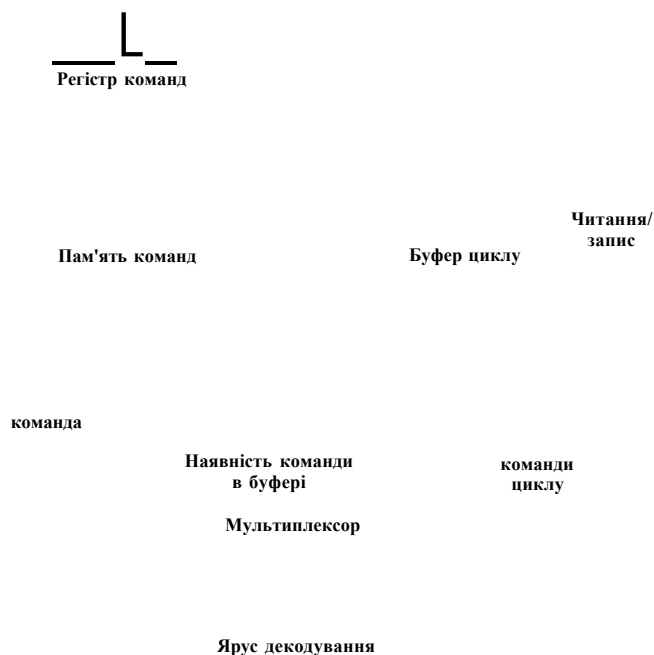 L
Регістр команд
Читання/
запис
Пам'ять команд
Буфер циклу
команда
Наявність команди
в буфері
команди
циклу
Мультиплексор
Ярус декодування